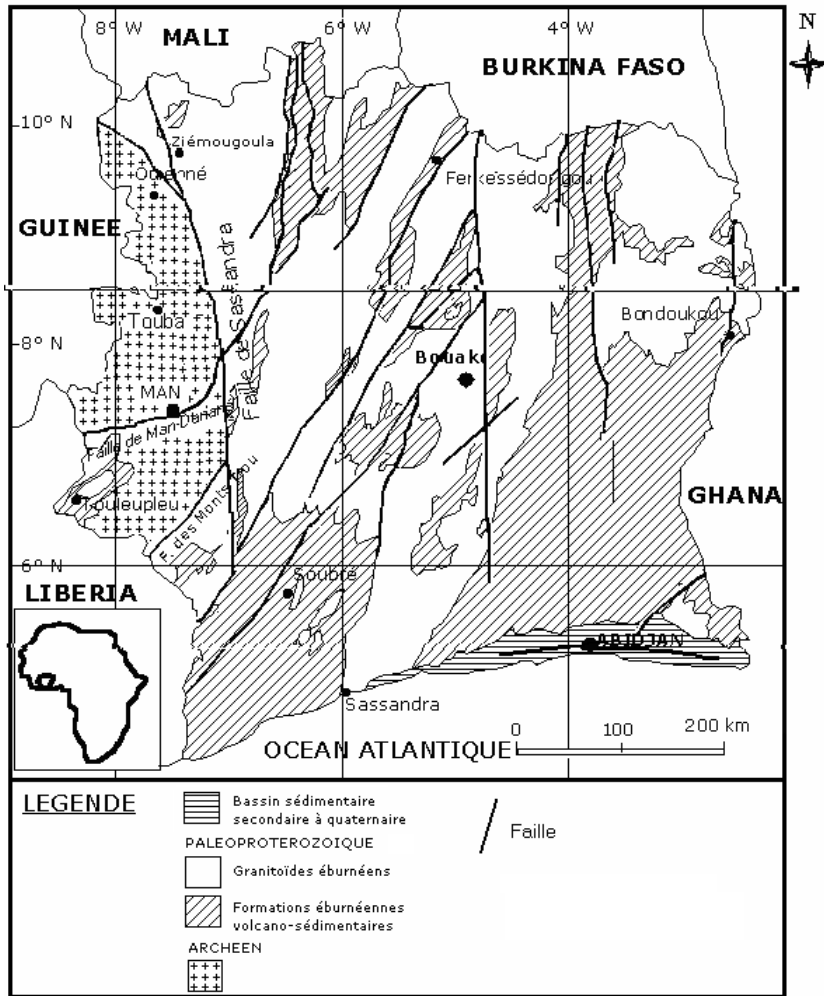 8° W
6° W
4° W
N
MALI
BURKINA FASO
10° N
Ziémougoula
Odienné
Ferkessédougou
GUINEE
Faille de Sassandra
Touba
Bondoukou
8° N
Bouaké
MAN
Faille de Man-Danané
Touleupleu
F. des Monts Trou
GHANA
6° N
Soubré
LIBERIA
ABIDJAN
Sassandra
0 100 200 km
OCEAN ATLANTIQUE
LEGENDE
Bassin sédimentaire
secondaire à quaternaire
Faille
PALEOPROTEROZOIQUE
Granitoïdes éburnéens
Formations éburnéennes
volcano-sédimentaires
ARCHEEN